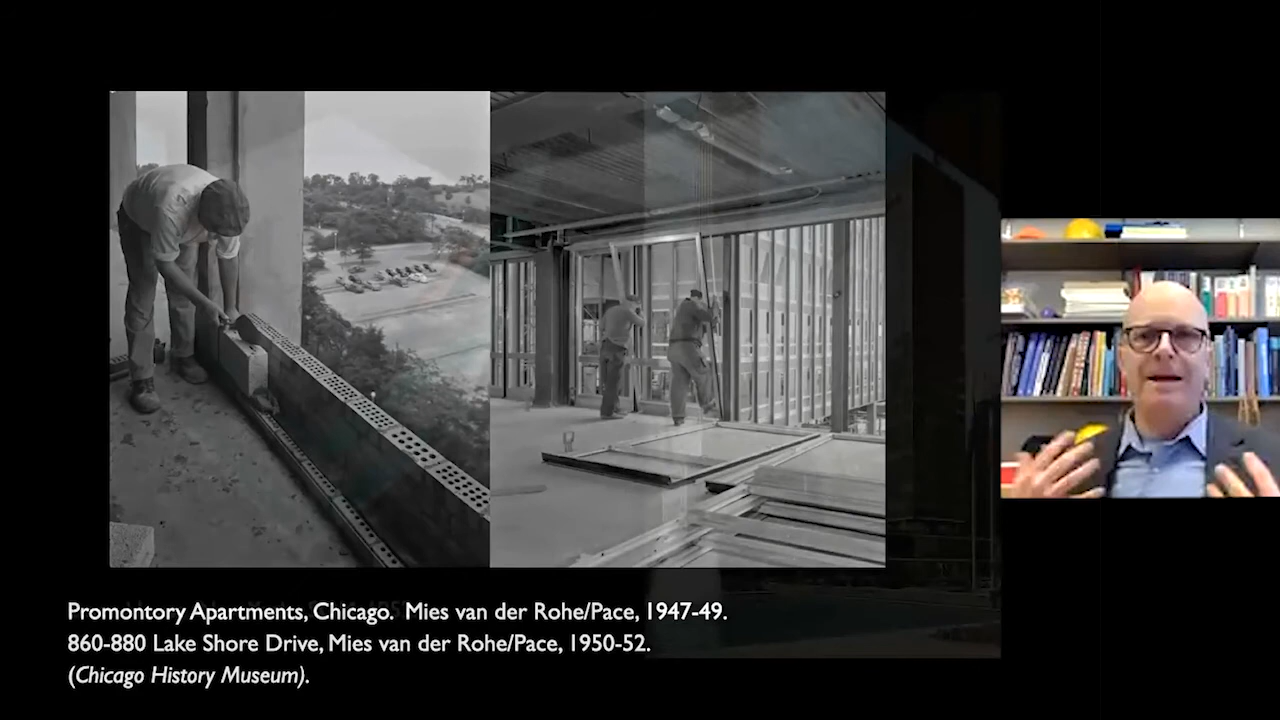 Promontory Apartments, Chicago.  Mies van der Rohe/Pace, 1947-49.
860-880 Lake Shore Drive, Mies van der Rohe/Pace, 1950-52.
(Chicago History Museum).